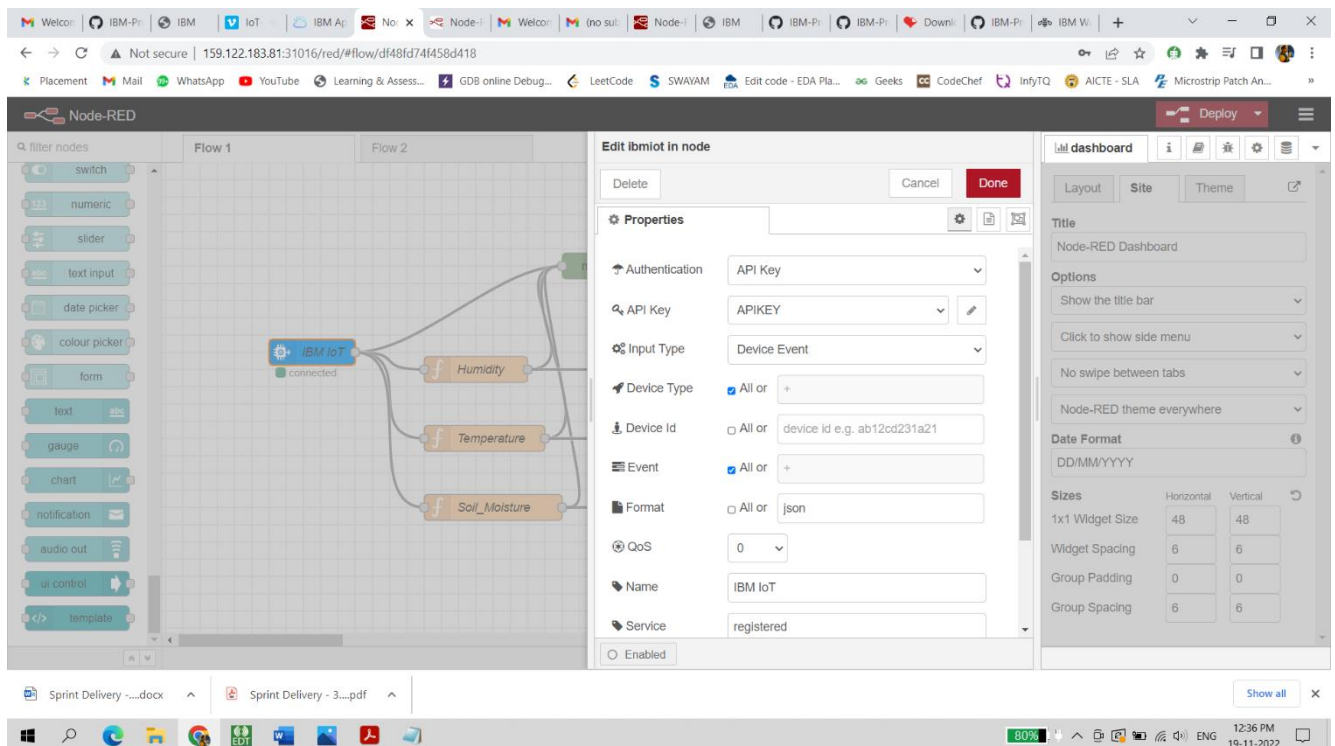 Welcom IBM-Pr IBM IoT IBM Ap Noc Node-F Welcom (no sub Node-F IBM IBM-Pr IBM-Pr Downlo IBM-Pr IBM W
Not secure | 159.122.183.81:31016/red/#flow/df48fd74f458d418
Placement Mail WhatsApp YouTube Learning & Assess... GDB online Debug... LeetCode SWAYAM Edit code - EDA Pla... Geeks CodeChef InfyTQ AICTE - SLA Microstrip Patch An... »
Node-RED Deploy
filter nodes
switch
numeric
slider
text input
date picker
colour picker
form
text
gauge
chart
notification
audio out
ui control
template
Flow 1 Flow 2
IBM IoT
connected
Humidity
Temperature
Soil_Moisture
Edit ibmiot in node
Delete Cancel Done
Properties
Authentication API Key
API Key APIKEY
Input Type Device Event
Device Type All or +
Device Id All or device id e.g. ab12cd231a21
Event All or +
Format All or json
QoS 0
Name IBM IoT
Service registered
Enabled
dashboard
Layout Site Theme
Title
Node-RED Dashboard
Options
Show the title bar
Click to show side menu
No swipe between tabs
Node-RED theme everywhere
Date Format
DD/MM/YYYY
Sizes Horizontal Vertical
1x1 Widget Size 48 48
Widget Spacing 6 6
Group Padding 0 0
Group Spacing 6 6
Sprint Delivery -....docx Sprint Delivery - 3....pdf Show all
80% ENG 12:36 PM
19-11-2022